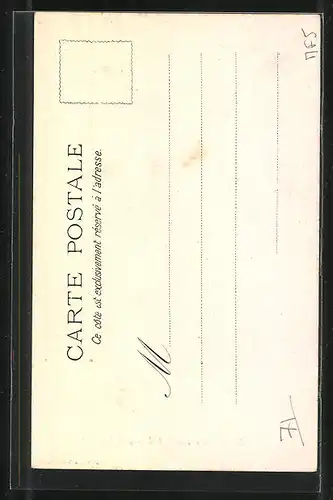 CARTE POSTALE
Ce côté est exclusivement réservé à l'adresse.
M